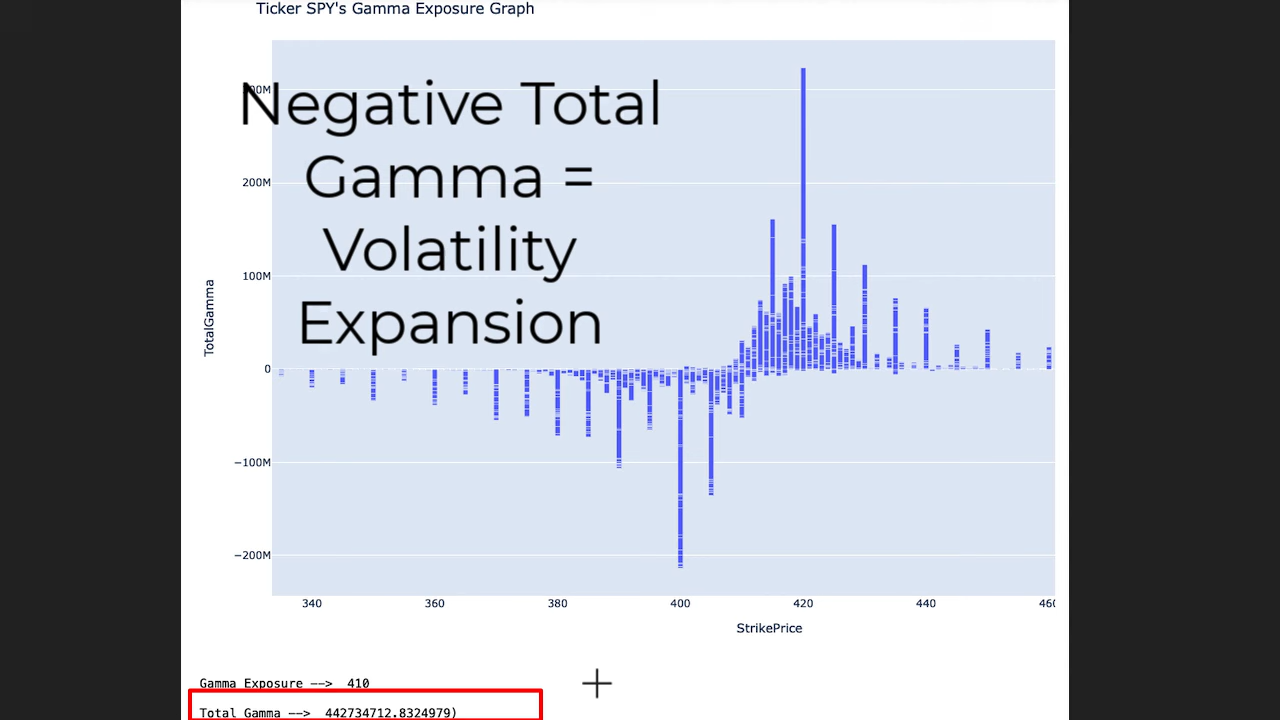 Ticker SPY's Gamma Exposure Graph
Negative Total
Gamma =
Volatility
Expansion
200M
100M
0
−100M
−200M
TotalGamma
340 360 380 400 420 440
StrikePrice
Gamma Exposure --> 410
Total Gamma --> 442734712.8324979)